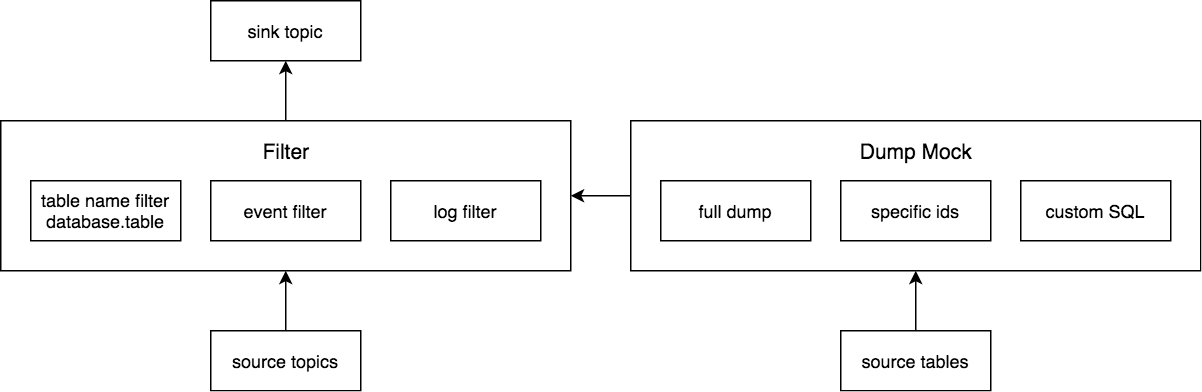 sink topic
Filter
table name filter
database.table
event filter
log filter
Dump Mock
full dump
specific ids
custom SQL
source topics
source tables